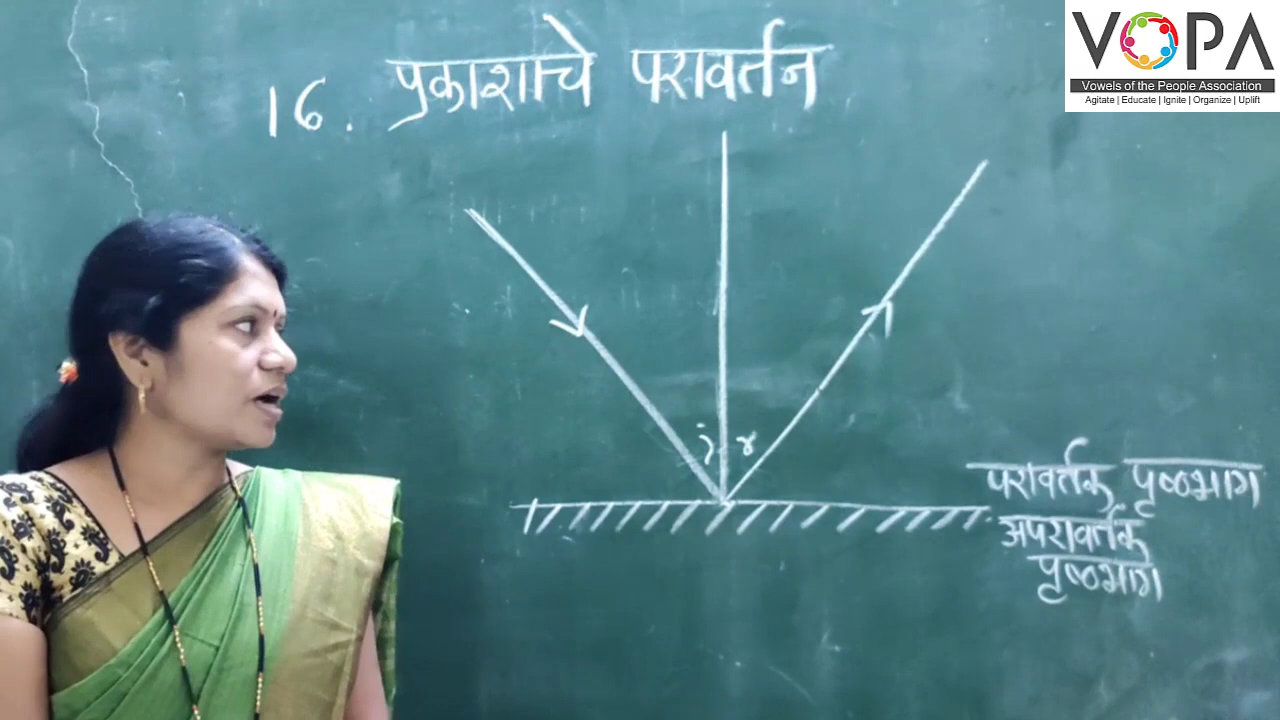 VOPA
Vowels of the People Association
Agitate | Educate | Ignite | Organize | Uplift
16. प्रकाशाचे परावर्तन
i r
परावर्तक पृष्ठभाग
अपरावर्तक
पृष्ठभाग